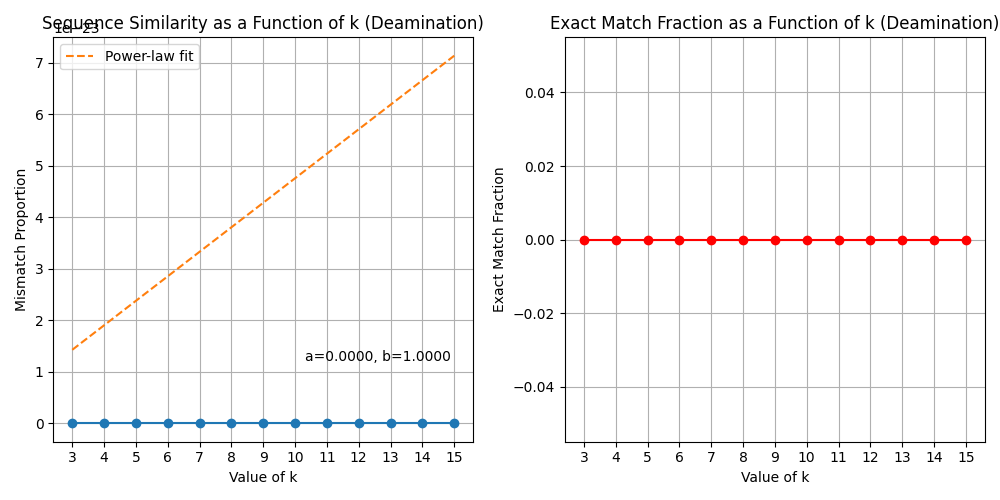 Sequence Similarity as a Function of k (Deamination)
1e−23
Power-law fit
7
6
5
4
3
2
1
0
Mismatch Proportion
a=0.0000, b=1.0000
3 4 5 6 7 8 9 10 11 12 13 14 15
Value of k
Exact Match Fraction as a Function of k (Deamination)
0.04
0.02
0.00
−0.02
−0.04
Exact Match Fraction
3 4 5 6 7 8 9 10 11 12 13 14 15
Value of k